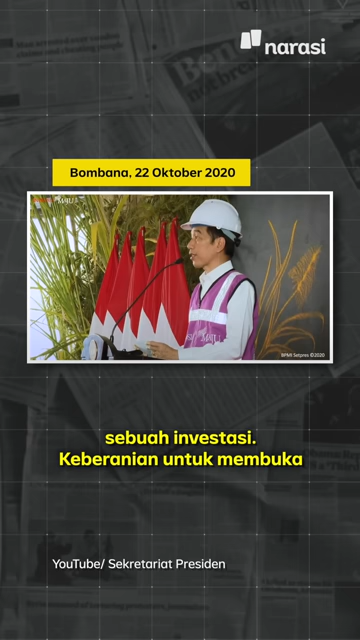 narasi
Bombana, 22 Oktober 2020
BPMI Setpres ©2020
sebuah investasi.
Keberanian untuk membuka
YouTube/ Sekretariat Presiden